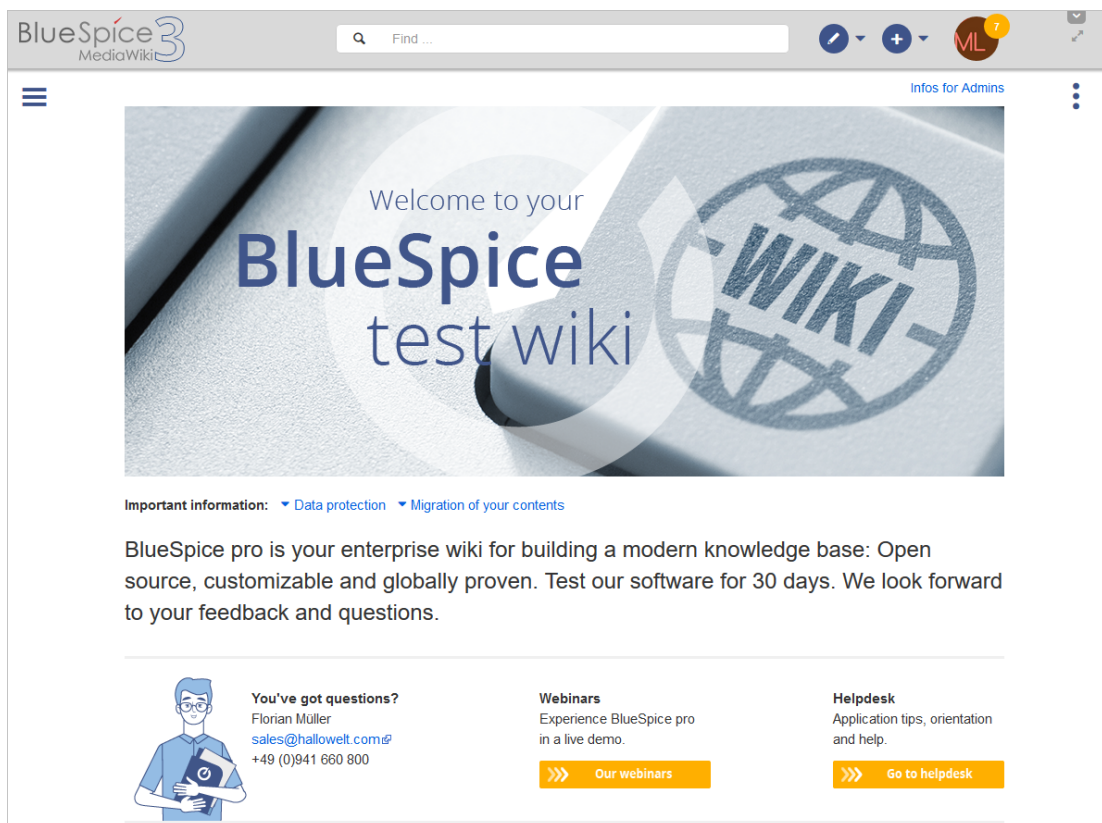 BlueSpice 3
MediaWiki
Find ...
ML
7
Infos for Admins
Welcome to your
BlueSpice
test wiki
WIKI
Important information: Data protection Migration of your contents
BlueSpice pro is your enterprise wiki for building a modern knowledge base: Open
source, customizable and globally proven. Test our software for 30 days. We look forward
to your feedback and questions.
You've got questions?
Florian Müller
sales@hallowelt.com
+49 (0)941 660 800
Webinars
Experience BlueSpice pro
in a live demo.
Our webinars
Helpdesk
Application tips, orientation
and help.
Go to helpdesk